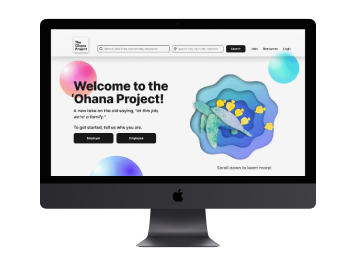 The
'Ohana
Project
Search
Jobs Resources Login
Welcome to the
'Ohana Project!
A new take on the old saying, "at this job,
we're a family."
To get started, tell us who you are.
Employer Employee
Scroll down to learn more!